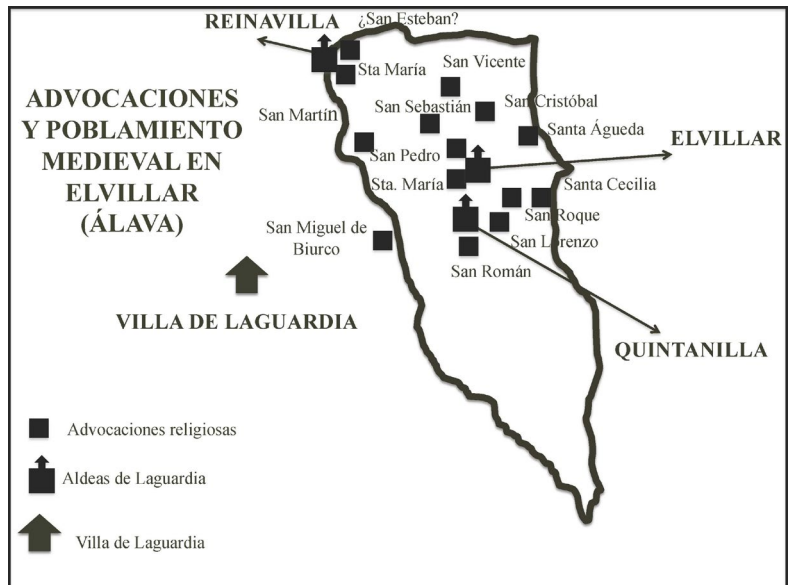 REINAVILLA
¿San Esteban?
ADVOCACIONES
Y POBLAMIENTO
MEDIEVAL EN
ELVILLAR
(ÁLAVA)
Sta María
San Vicente
San Martín
San Sebastián
San Cristóbal
Santa Águeda
ELVILLAR
San Pedro
Sta. María
Santa Cecilia
San Roque
San Miguel de
Biurco
San Lorenzo
San Román
VILLA DE LAGUARDIA
QUINTANILLA
Advocaciones religiosas
Aldeas de Laguardia
Villa de Laguardia